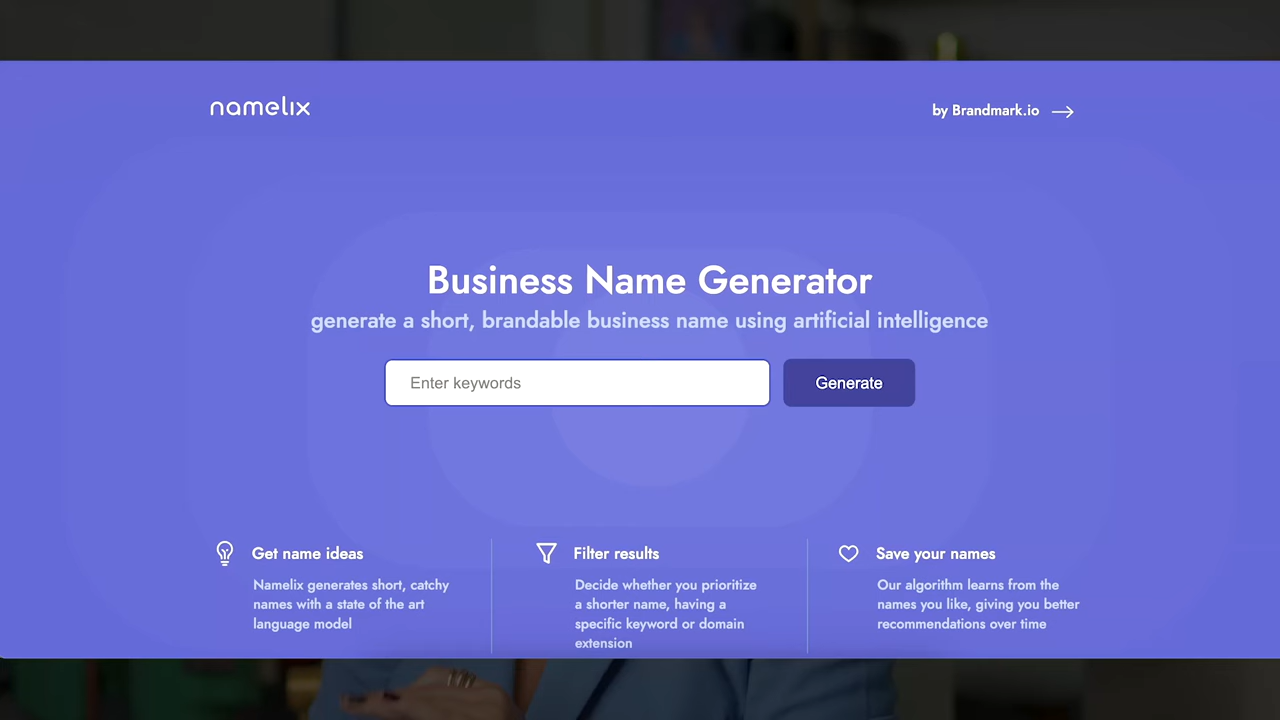 namelix
by Brandmark.io
Business Name Generator
generate a short, brandable business name using artificial intelligence
Enter keywords
Generate
Get name ideas
Namelix generates short, catchy
names with a state of the art
language model
Filter results
Decide whether you prioritize
a shorter name, having a
specific keyword or domain
extension
Save your names
Our algorithm learns from the
names you like, giving you better
recommendations over time